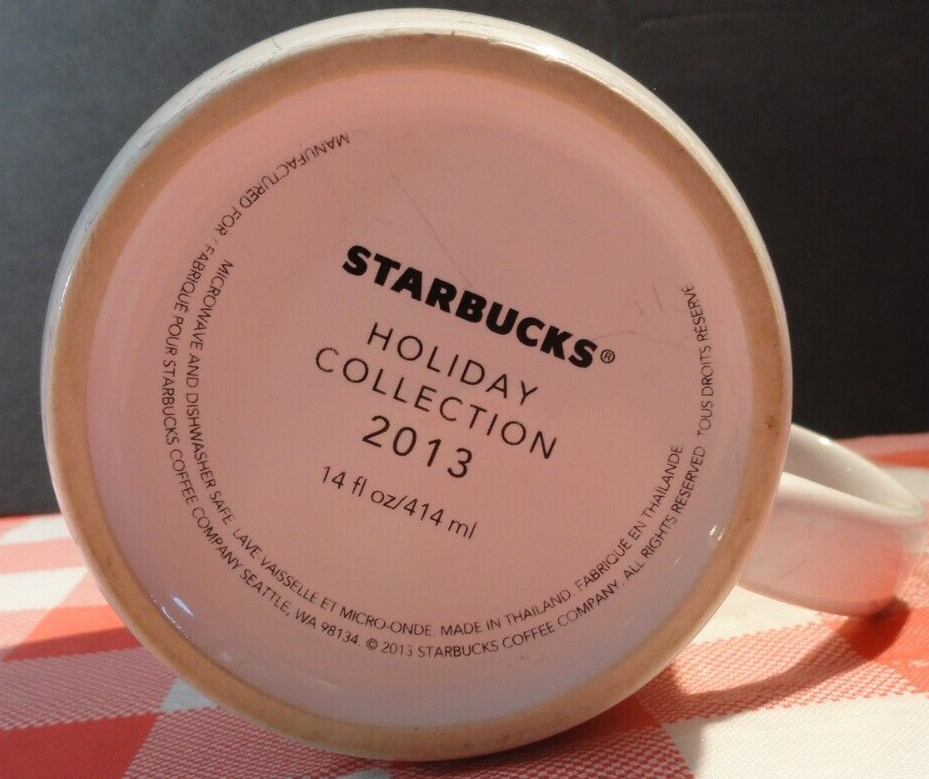 STARBUCKS®
HOLIDAY
COLLECTION
2013
14 fl oz/414 ml
MICROWAVE AND DISHWASHER SAFE LAVE-VAISSELLE ET MICRO-ONDE. MADE IN THAILAND. FABRIQUÉ EN THAILANDE
MANUFACTURED FOR / FABRIQUÉ POUR STARBUCKS COFFEE COMPANY SEATTLE, WA 98134. © 2013 STARBUCKS COFFEE COMPANY. ALL RIGHTS RESERVED TOUS DROITS RÉSERVÉ